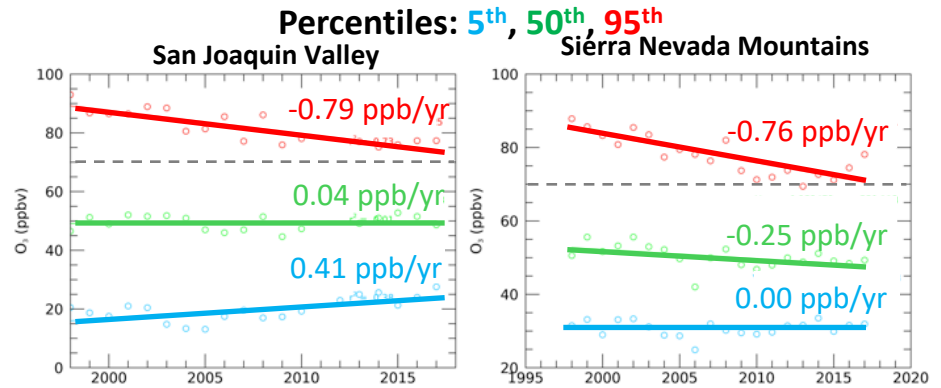 Percentiles: 5th, 50th, 95th
San Joaquin Valley
Sierra Nevada Mountains
100
80
60
40
20
0
O₃ (ppbv)
-0.79 ppb/yr
0.04 ppb/yr
0.41 ppb/yr
2000
2005
2010
2015
100
80
60
40
20
O₃ (ppbv)
-0.76 ppb/yr
-0.25 ppb/yr
0.00 ppb/yr
1995
2000
2005
2010
2015
2020